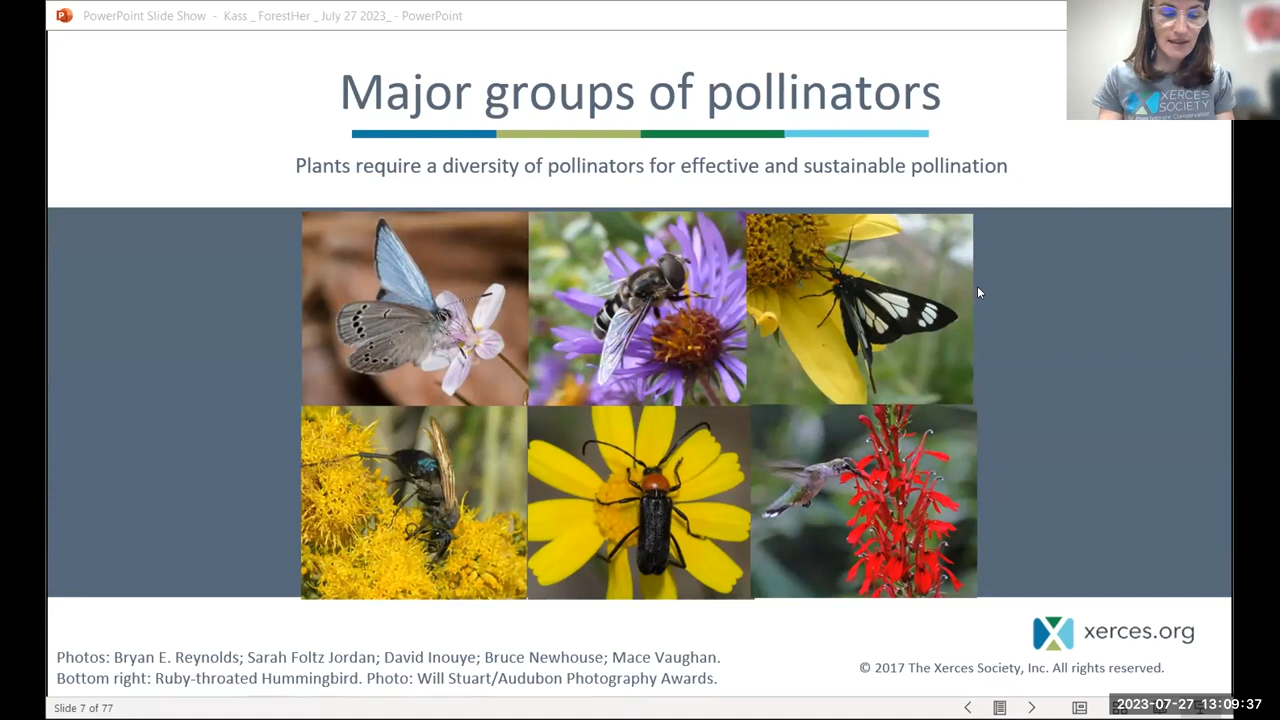 PowerPoint Slide Show - Kass _ ForestHer _ July 27 2023_ - PowerPoint
XERCES
SOCIETY
Major groups of pollinators
Plants require a diversity of pollinators for effective and sustainable pollination
xerces.org
Photos: Bryan E. Reynolds; Sarah Foltz Jordan; David Inouye; Bruce Newhouse; Mace Vaughan.
Bottom right: Ruby-throated Hummingbird. Photo: Will Stuart/Audubon Photography Awards.
© 2017 The Xerces Society, Inc. All rights reserved.
Slide 7 of 77
2023-07-27 13:09:37